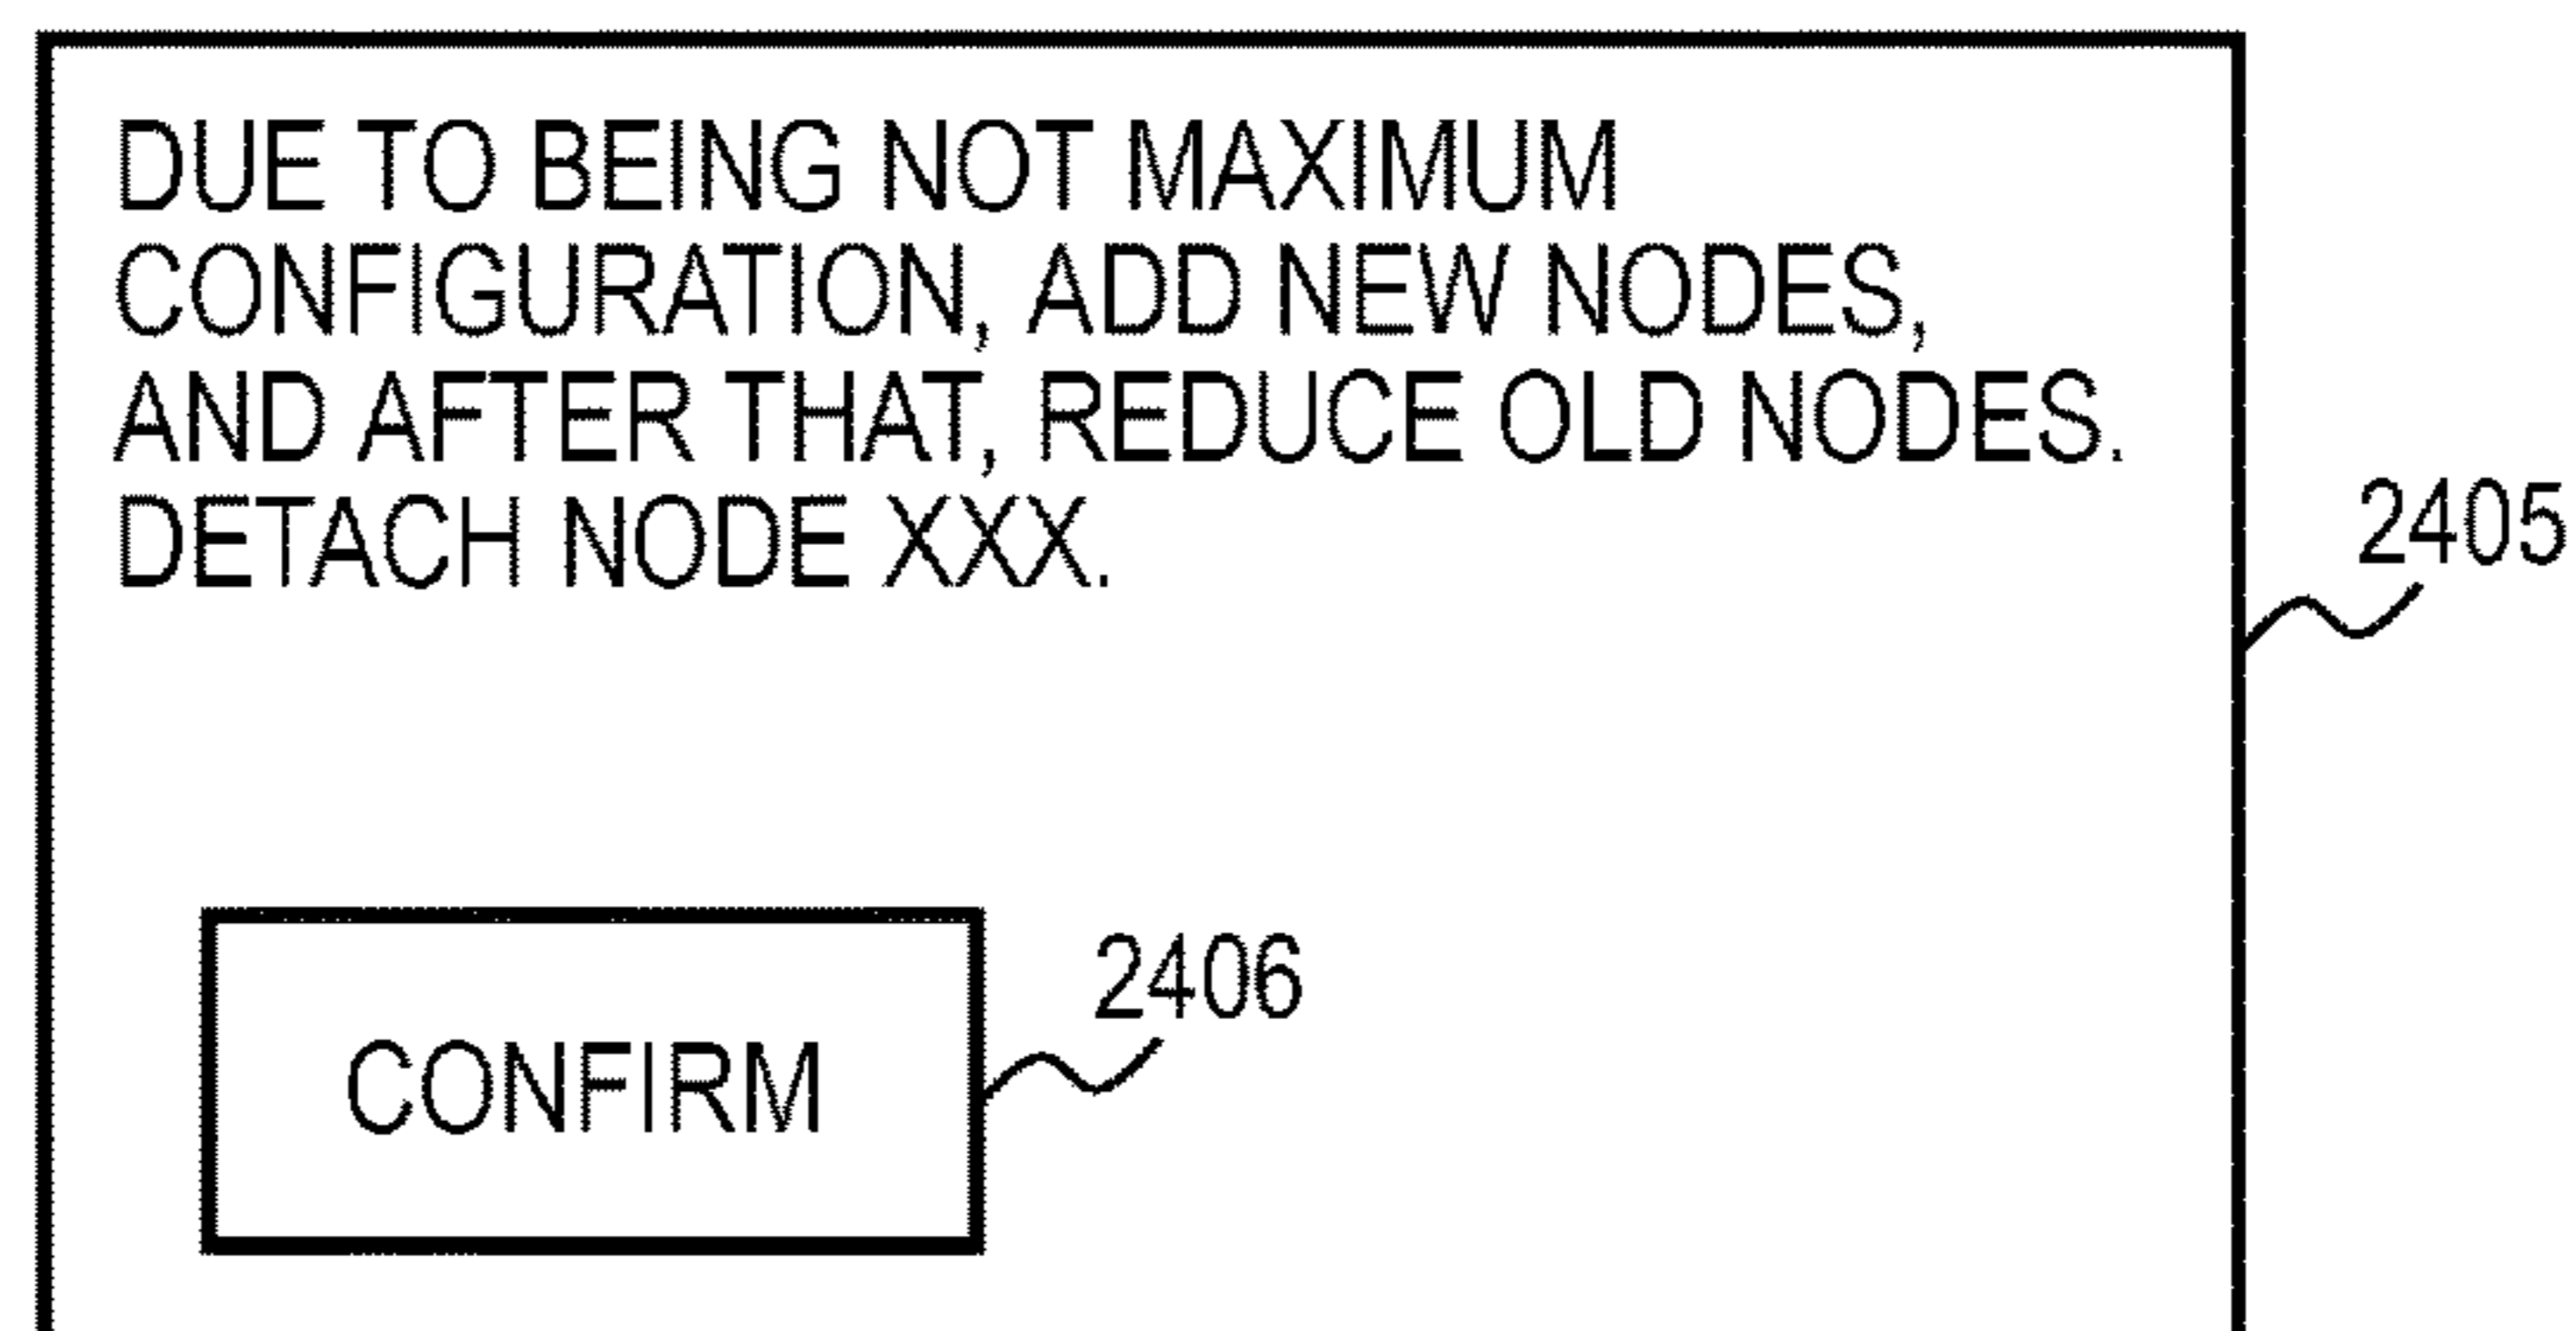 DUE TO BEING NOT MAXIMUM
CONFIGURATION, ADD NEW NODES,
AND AFTER THAT, REDUCE OLD NODES.
DETACH NODE XXX.
2405
2406
CONFIRM